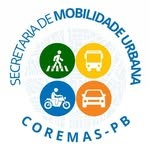 SECRETARIA DE MOBILIDADE URBANA
COREMAS-PB